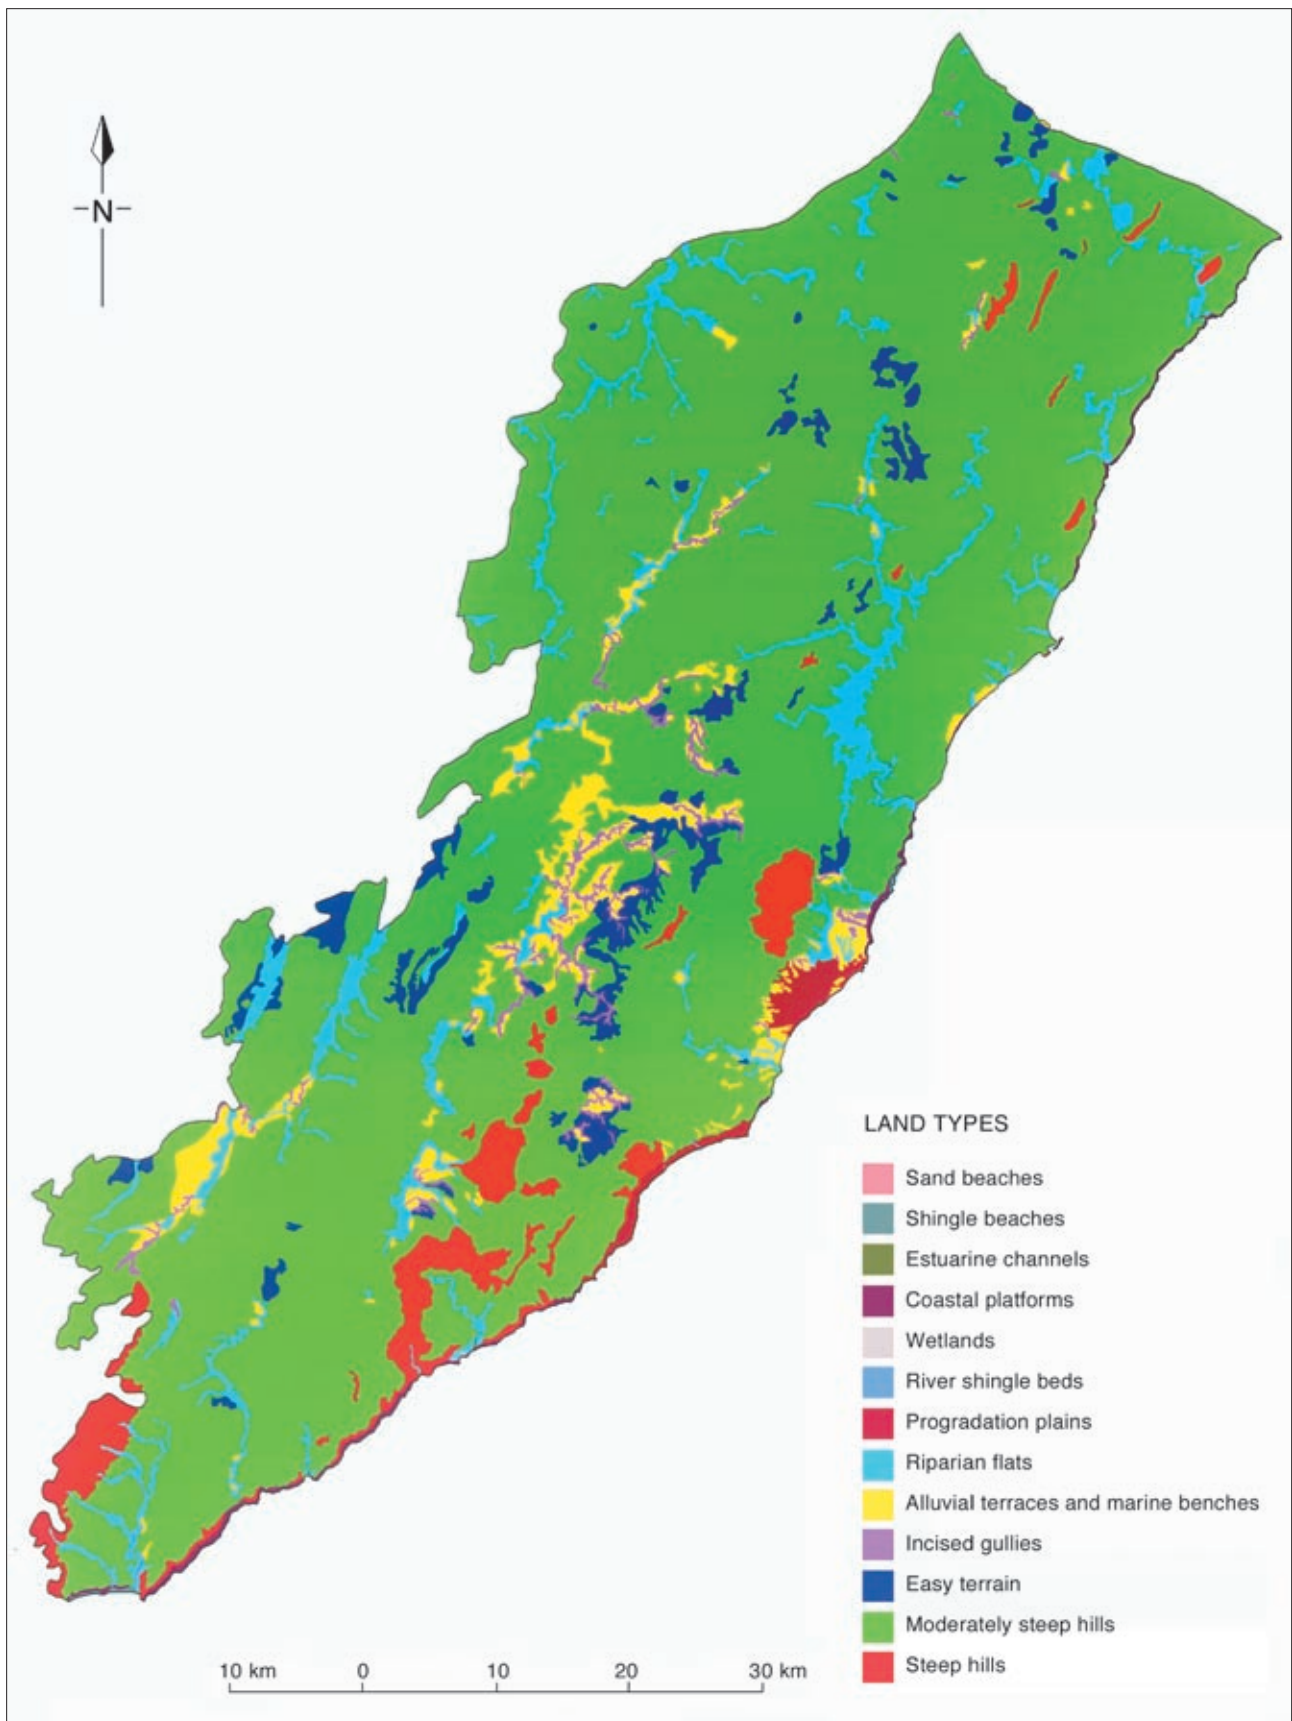 N
LAND TYPES
Sand beaches
Shingle beaches
Estuarine channels
Coastal platforms
Wetlands
River shingle beds
Progradation plains
Riparian flats
Alluvial terraces and marine benches
Incised gullies
Easy terrain
Moderately steep hills
Steep hills
10 km 0 10 20 30 km